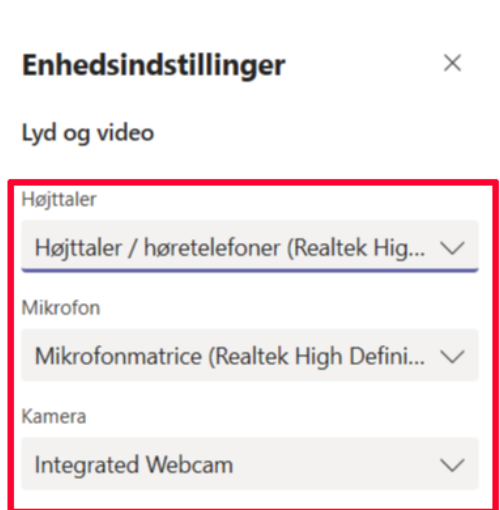 Enhedsindstillinger
Lyd og video
Højttaler
Højttaler / høretelefoner (Realtek Hig...
Mikrofon
Mikrofonmatrice (Realtek High Defini...
Kamera
Integrated Webcam